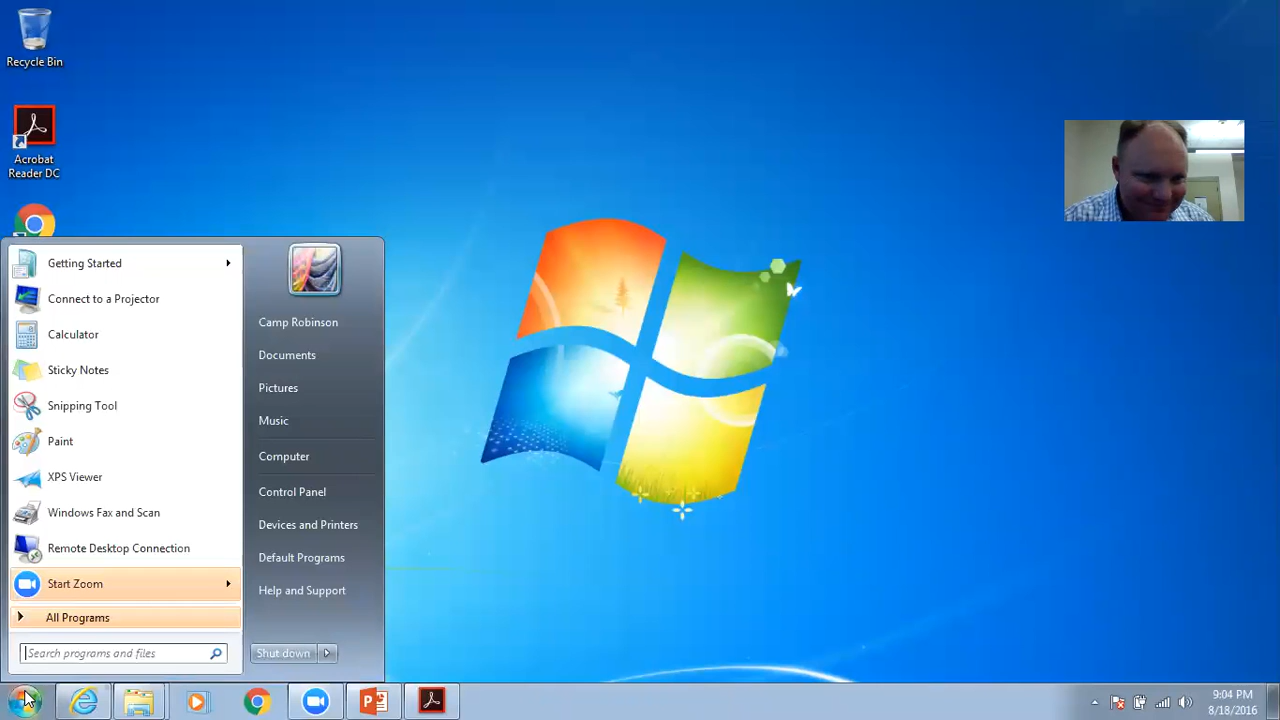 Recycle Bin
Acrobat
Reader DC
Getting Started
Connect to a Projector
Calculator
Sticky Notes
Snipping Tool
Paint
XPS Viewer
Windows Fax and Scan
Remote Desktop Connection
Start Zoom
All Programs
Search programs and files
Camp Robinson
Documents
Pictures
Music
Computer
Control Panel
Devices and Printers
Default Programs
Help and Support
Shut down
9:04 PM
8/18/2016